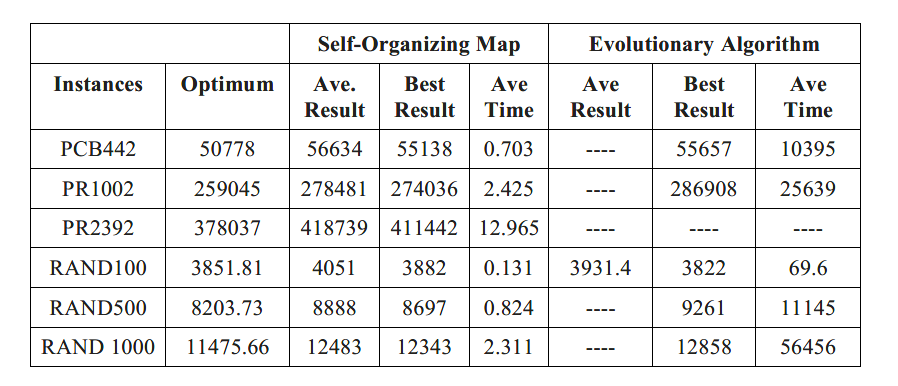 Self-Organizing Map Evolutionary Algorithm
Instances Optimum Ave. Result Best Result Ave Time Ave Result Best Result Ave Time
PCB442 50778 56634 55138 0.703 ---- 55657 10395
PR1002 259045 278481 274036 2.425 ---- 286908 25639
PR2392 378037 418739 411442 12.965 ---- ---- ----
RAND100 3851.81 4051 3882 0.131 3931.4 3822 69.6
RAND500 8203.73 8888 8697 0.824 ---- 9261 11145
RAND 1000 11475.66 12483 12343 2.311 ---- 12858 56456